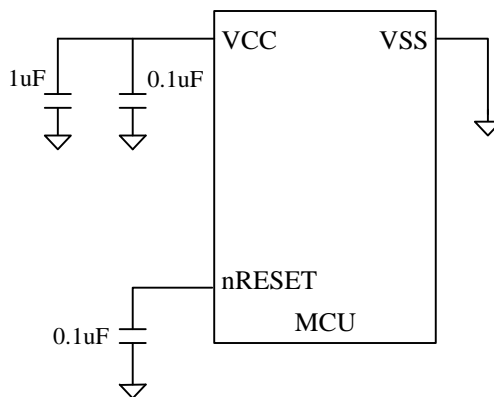 VCC
VSS
1uF
0.1uF
nRESET
MCU
0.1uF